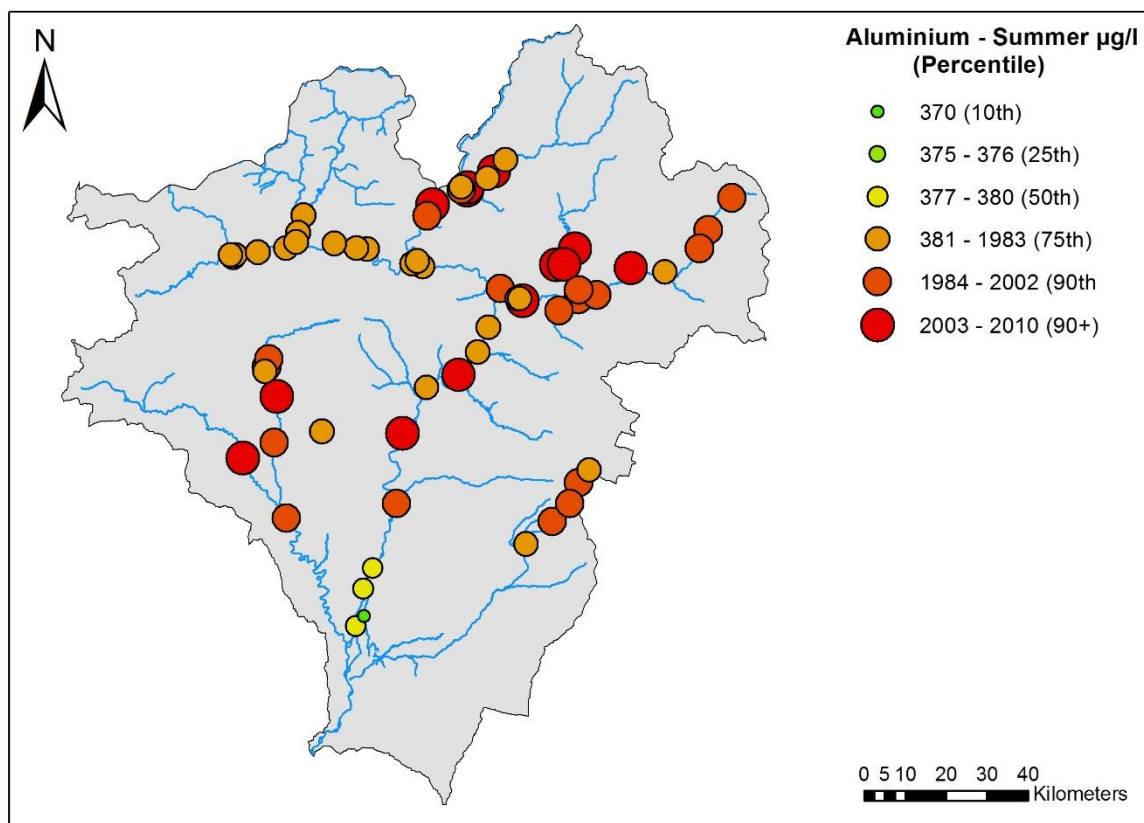 N
Aluminium - Summer µg/l
(Percentile)
370 (10th)
375 - 376 (25th)
377 - 380 (50th)
381 - 1983 (75th)
1984 - 2002 (90th
2003 - 2010 (90+)
0 5 10 20 30 40
Kilometers